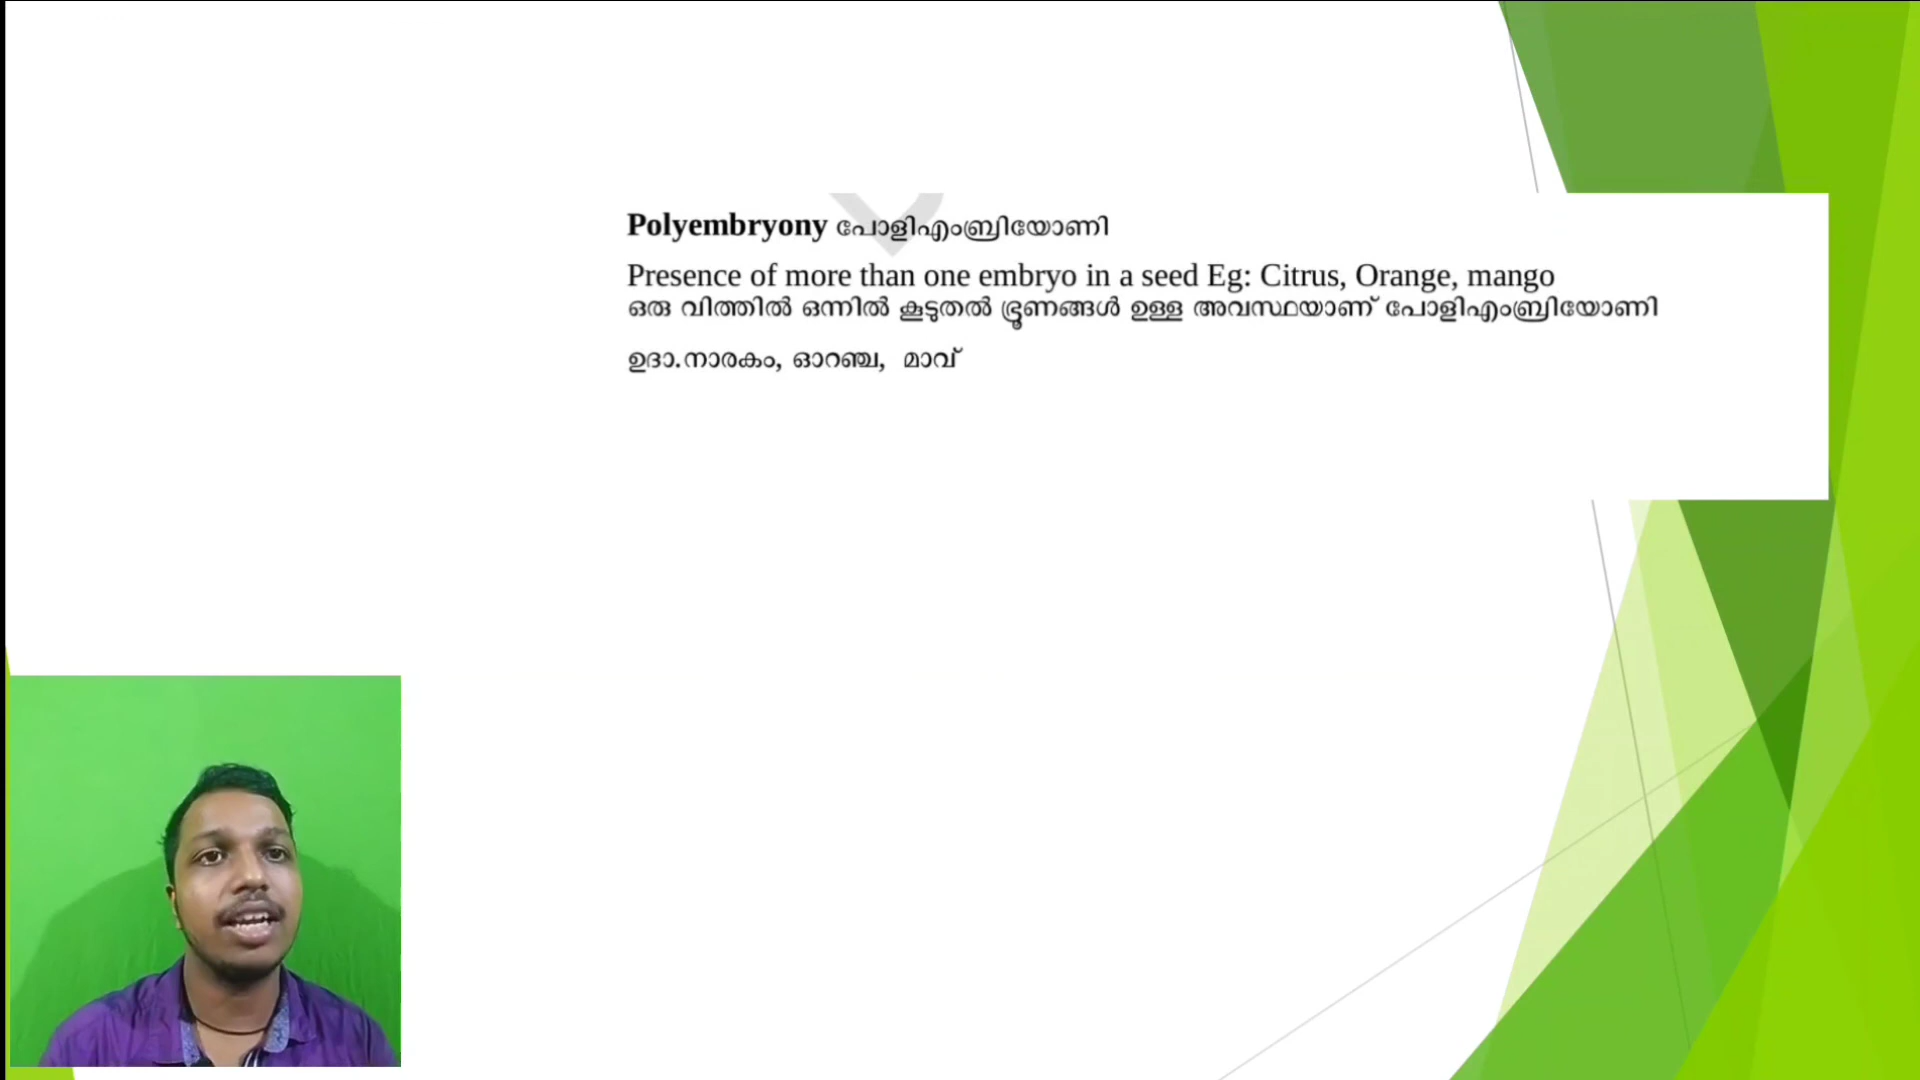 Polyembryony പോളിഎംബ്രിയോണി
Presence of more than one embryo in a seed Eg: Citrus, Orange, mango
ഒരു വിത്തിൽ ഒന്നിൽ കൂടുതൽ ഭ്രൂണങ്ങൾ ഉള്ള അവസ്ഥയാണ് പോളിഎംബ്രിയോണി
ഉദാ.നാരകം, ഓറഞ്ച, മാവ്